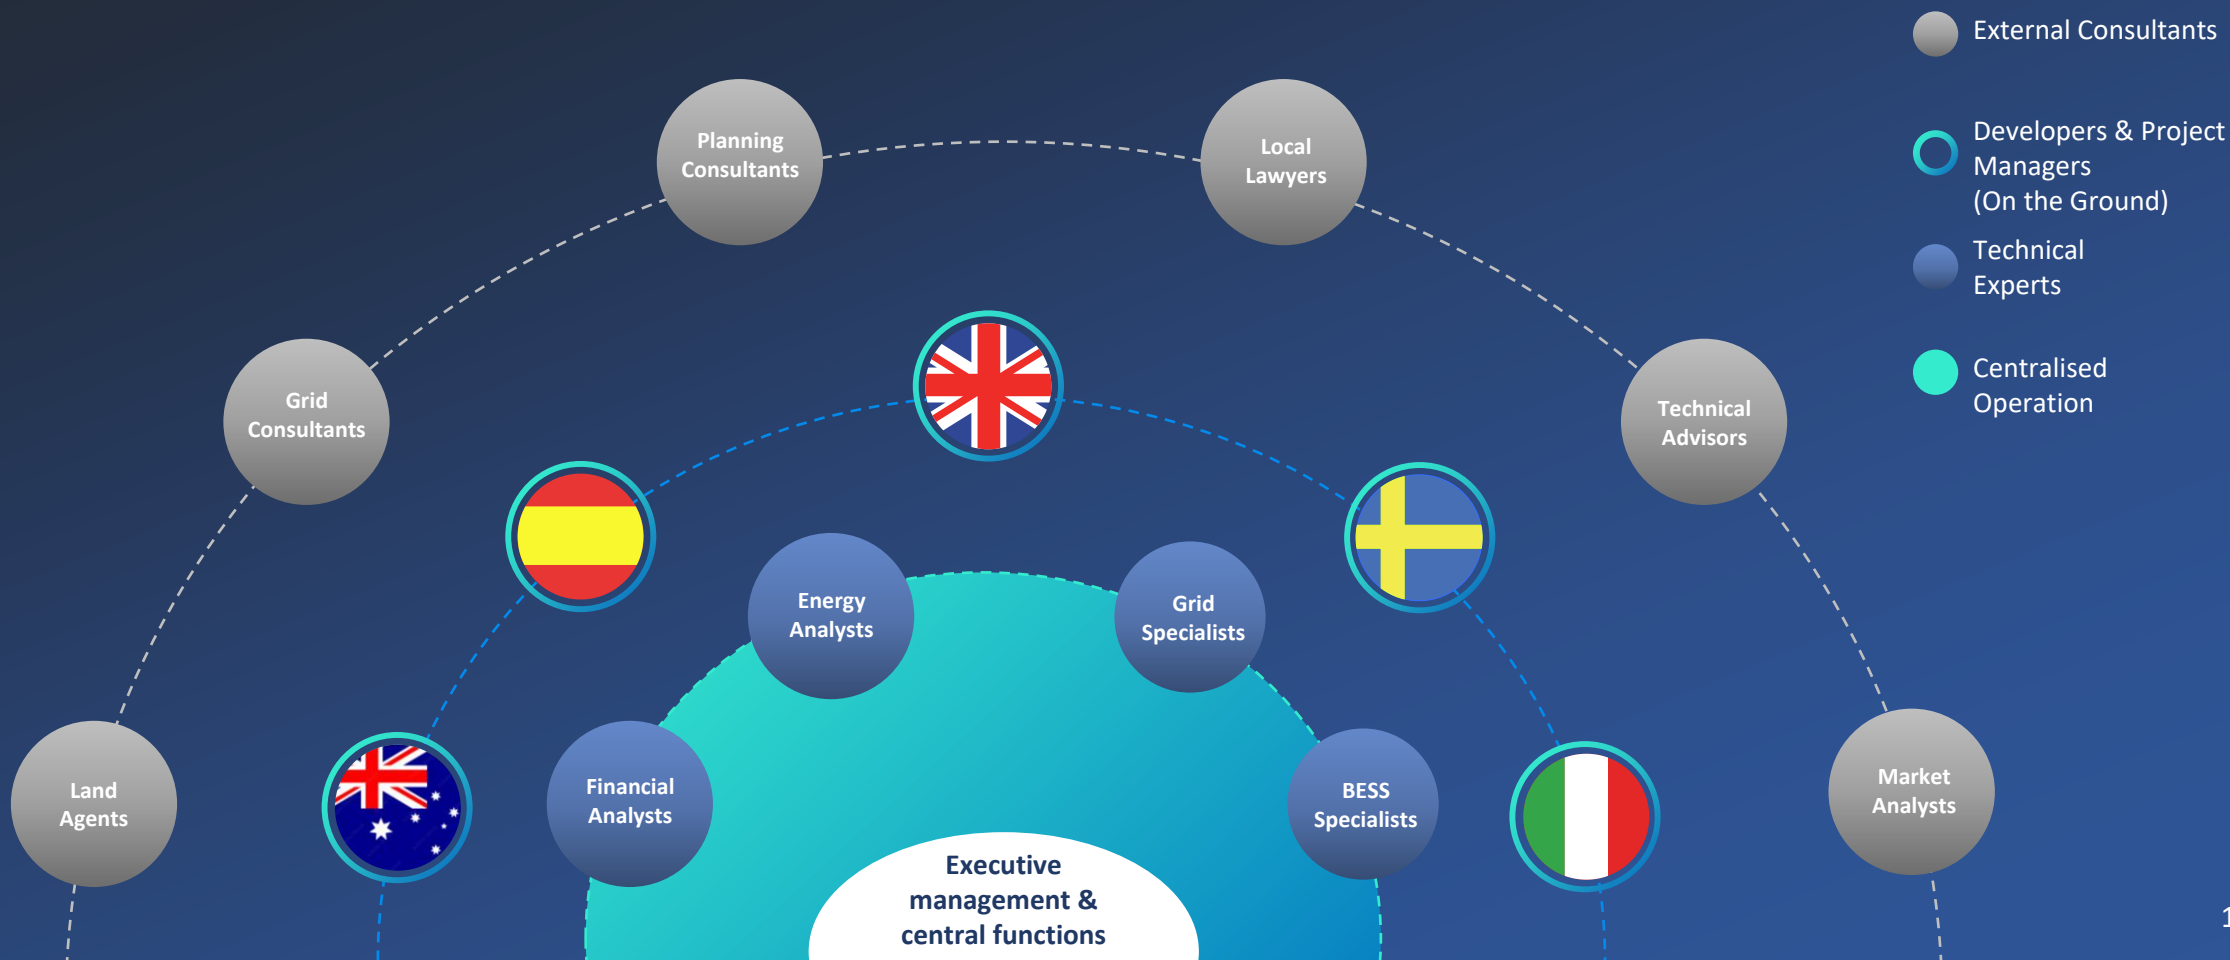 External Consultants
Developers & Project
Managers
(On the Ground)
Technical
Experts
Centralised
Operation
Planning
Consultants
Local
Lawyers
Grid
Consultants
Technical
Advisors
Energy
Analysts
Grid
Specialists
Land
Agents
Financial
Analysts
BESS
Specialists
Market
Analysts
Executive
management &
central functions